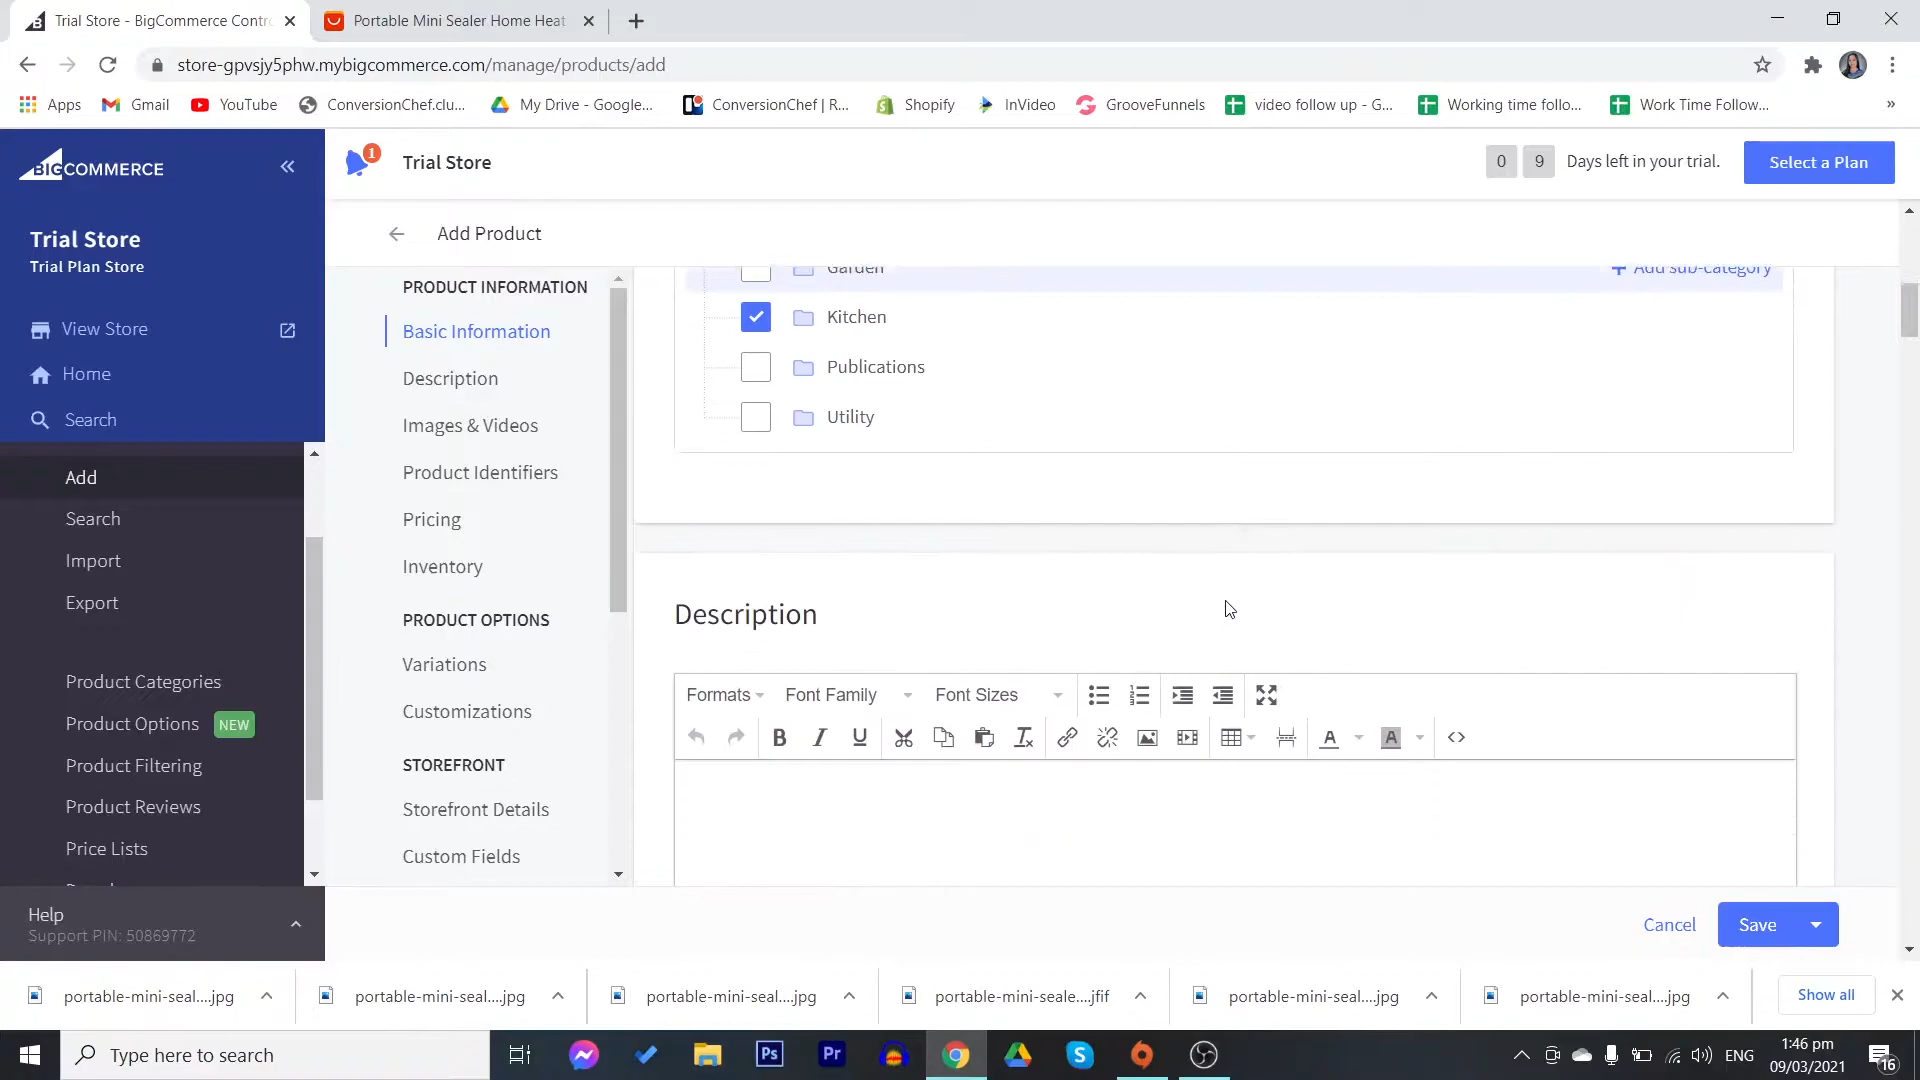 Trial Store - BigCommerce Contro
Portable Mini Sealer Home Heat
store-gpvsjy5phw.mybigcommerce.com/manage/products/add
Apps
Gmail
YouTube
ConversionChef.clu...
My Drive - Google...
ConversionChef | R...
Shopify
InVideo
GrooveFunnels
video follow up - G...
Working time follo...
Work Time Follow...
»
BIGCOMMERCE
1
Trial Store
0 9 Days left in your trial.
Select a Plan
Trial Store
Trial Plan Store
View Store
Home
Search
Add
Search
Import
Export
Product Categories
Product Options NEW
Product Filtering
Product Reviews
Price Lists
Help
Support PIN: 50869772
Add Product
PRODUCT INFORMATION
Basic Information
Description
Images & Videos
Product Identifiers
Pricing
Inventory
PRODUCT OPTIONS
Variations
Customizations
STOREFRONT
Storefront Details
Custom Fields
Garden
Add sub-category
Kitchen
Publications
Utility
Description
Formats Font Family Font Sizes
B I U A A <>
Cancel
Save
portable-mini-seal....jpg
portable-mini-seal....jpg
portable-mini-seal....jpg
portable-mini-seale....jfif
portable-mini-seal....jpg
portable-mini-seal....jpg
Show all
Type here to search
Ps
Pr
ENG
1:46 pm
09/03/2021
16